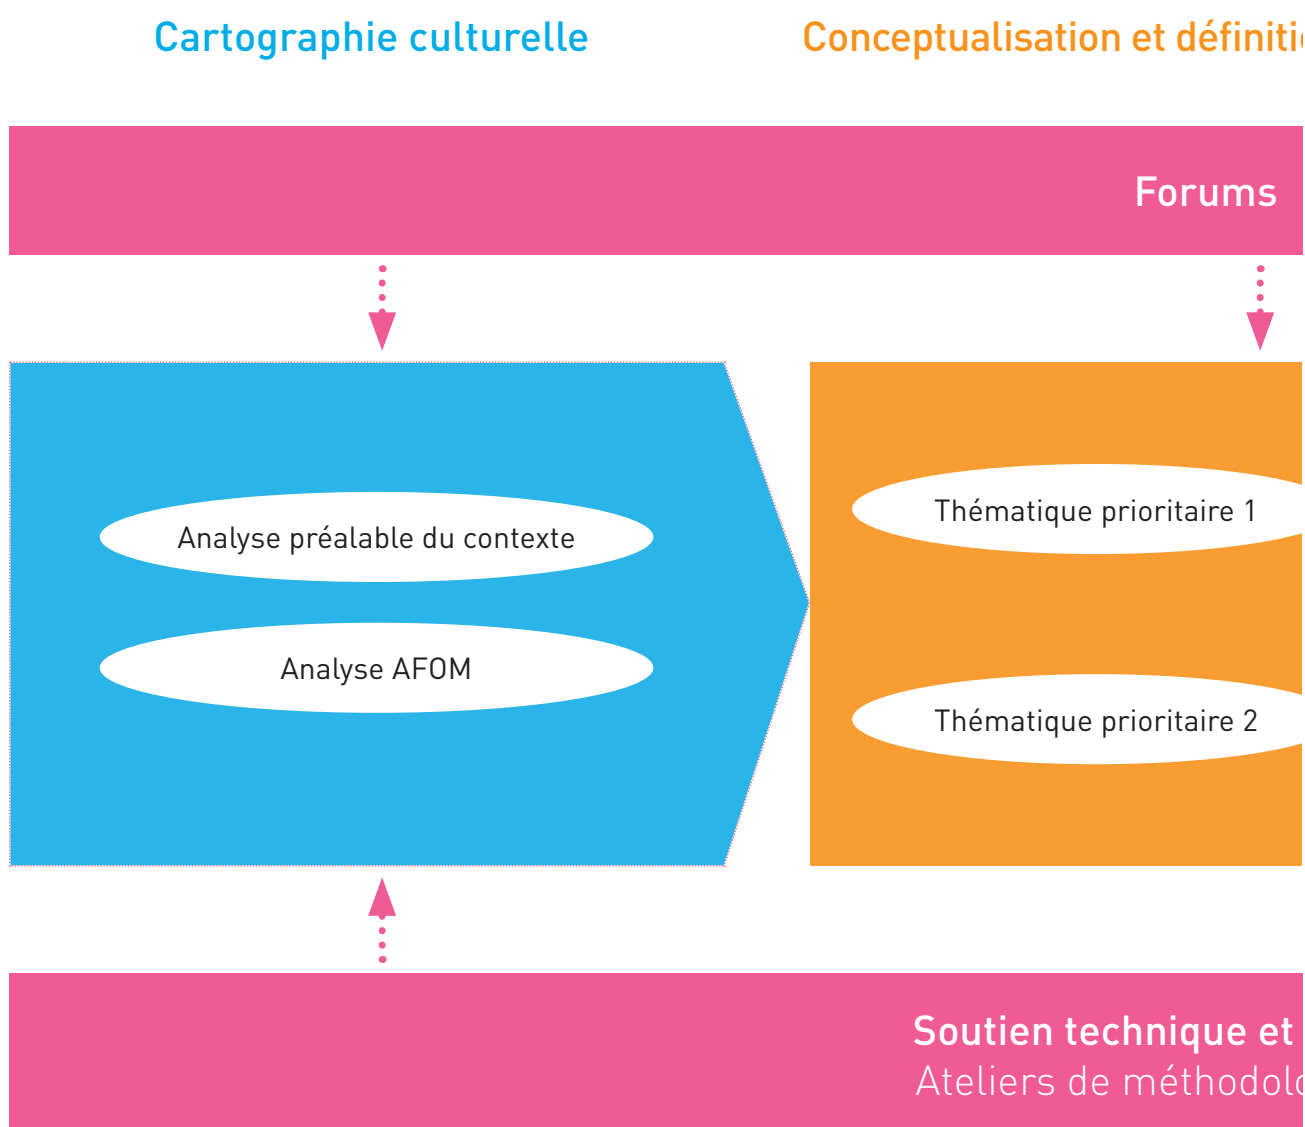 Cartographie culturelle
Conceptualisation et
Forums
Analyse préalable du contexte
Analyse AFOM
Thématique prioritaire 1
Thématique prioritaire 2
Soutien technique et
Ateliers de